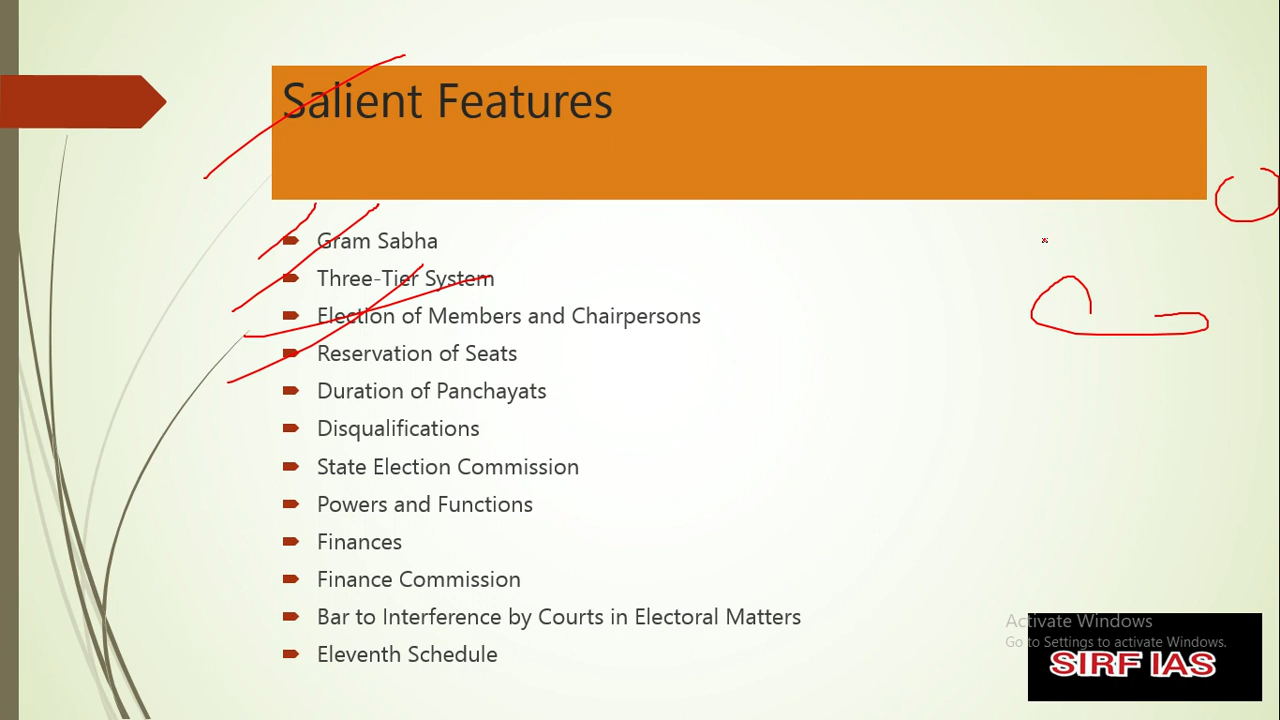 Salient Features
Gram Sabha
Three-Tier System
Election of Members and Chairpersons
Reservation of Seats
Duration of Panchayats
Disqualifications
State Election Commission
Powers and Functions
Finances
Finance Commission
Bar to Interference by Courts in Electoral Matters
Eleventh Schedule
Activate Windows
Go to Settings to activate Windows.
SIRF IAS